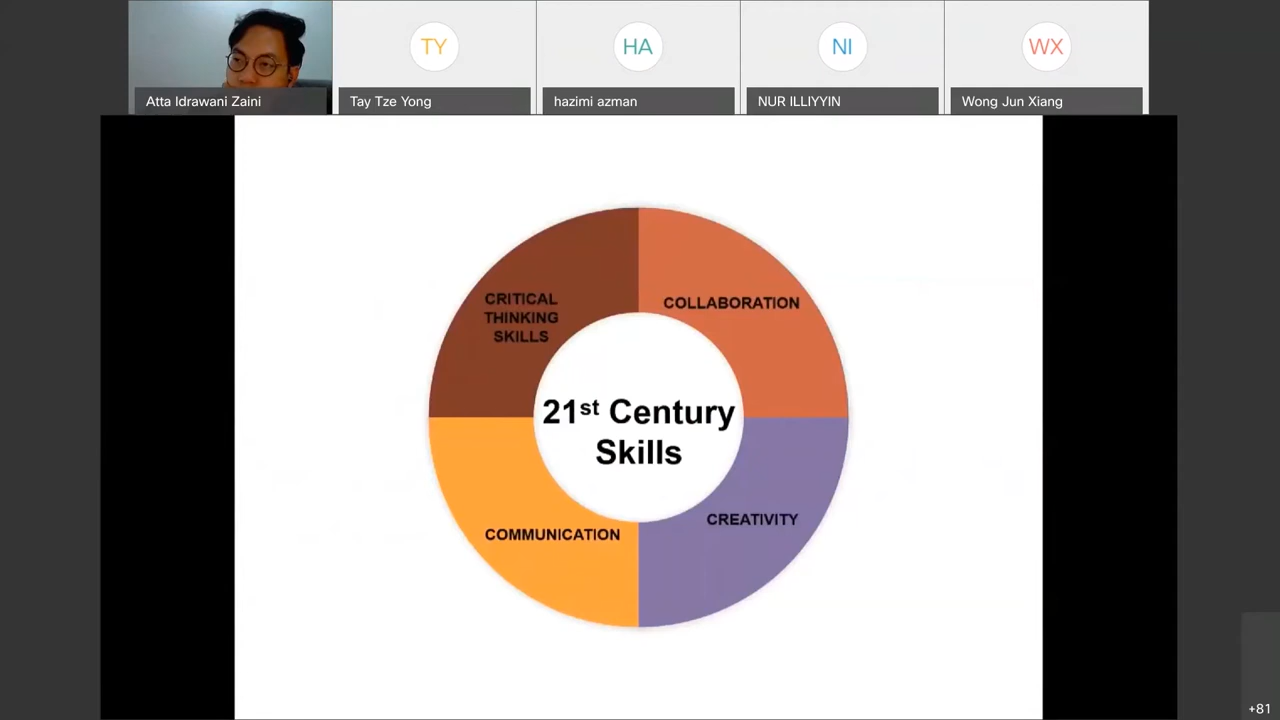 TY
HA
NI
WX
Atta Idrawani Zaini
Tay Tze Yong
hazimi azman
NUR ILLIYYIN
Wong Jun Xiang
CRITICAL
THINKING
SKILLS
COLLABORATION
21st Century
Skills
COMMUNICATION
CREATIVITY
+81